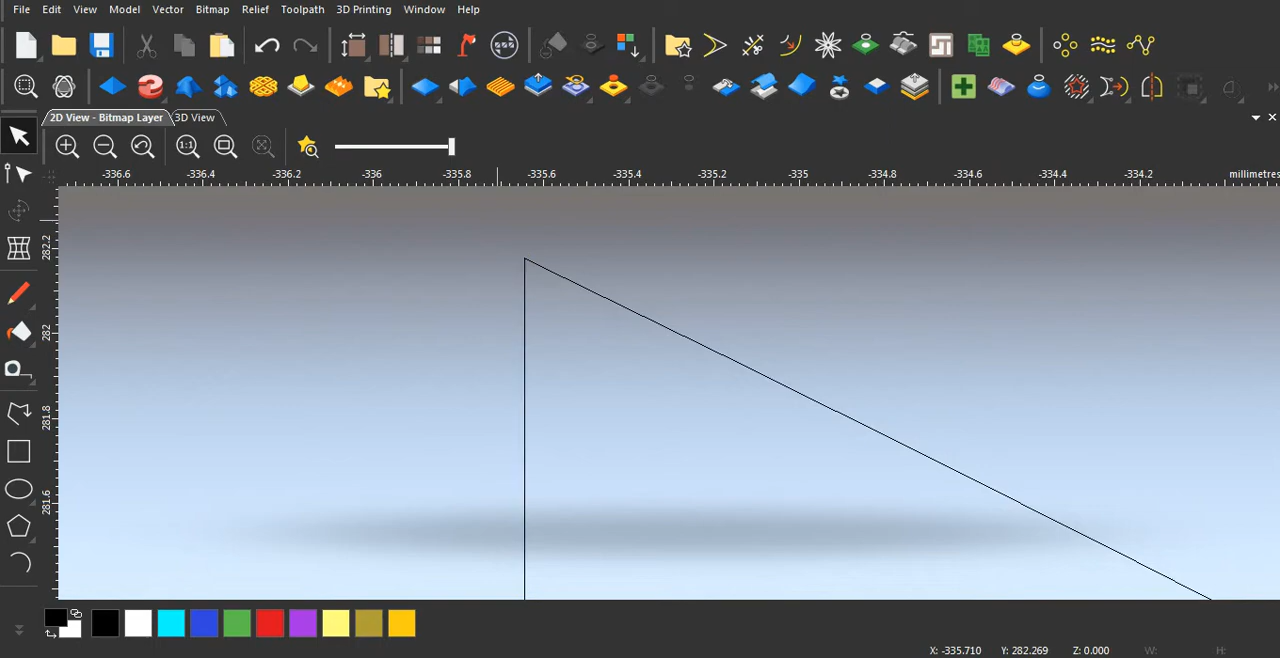 File Edit View Model Vector Bitmap Relief Toolpath 3D Printing Window Help
2D View - Bitmap Layer 3D View
1:1
-336.6 -336.4 -336.2 -336 -335.8 -335.6 -335.4 -335.2 -335 -334.8 -334.6 -334.4 -334.2 millimetres
282.2
282
281.8
281.6
X: -335.710 Y: 282.269 Z: 0.000 W: H: